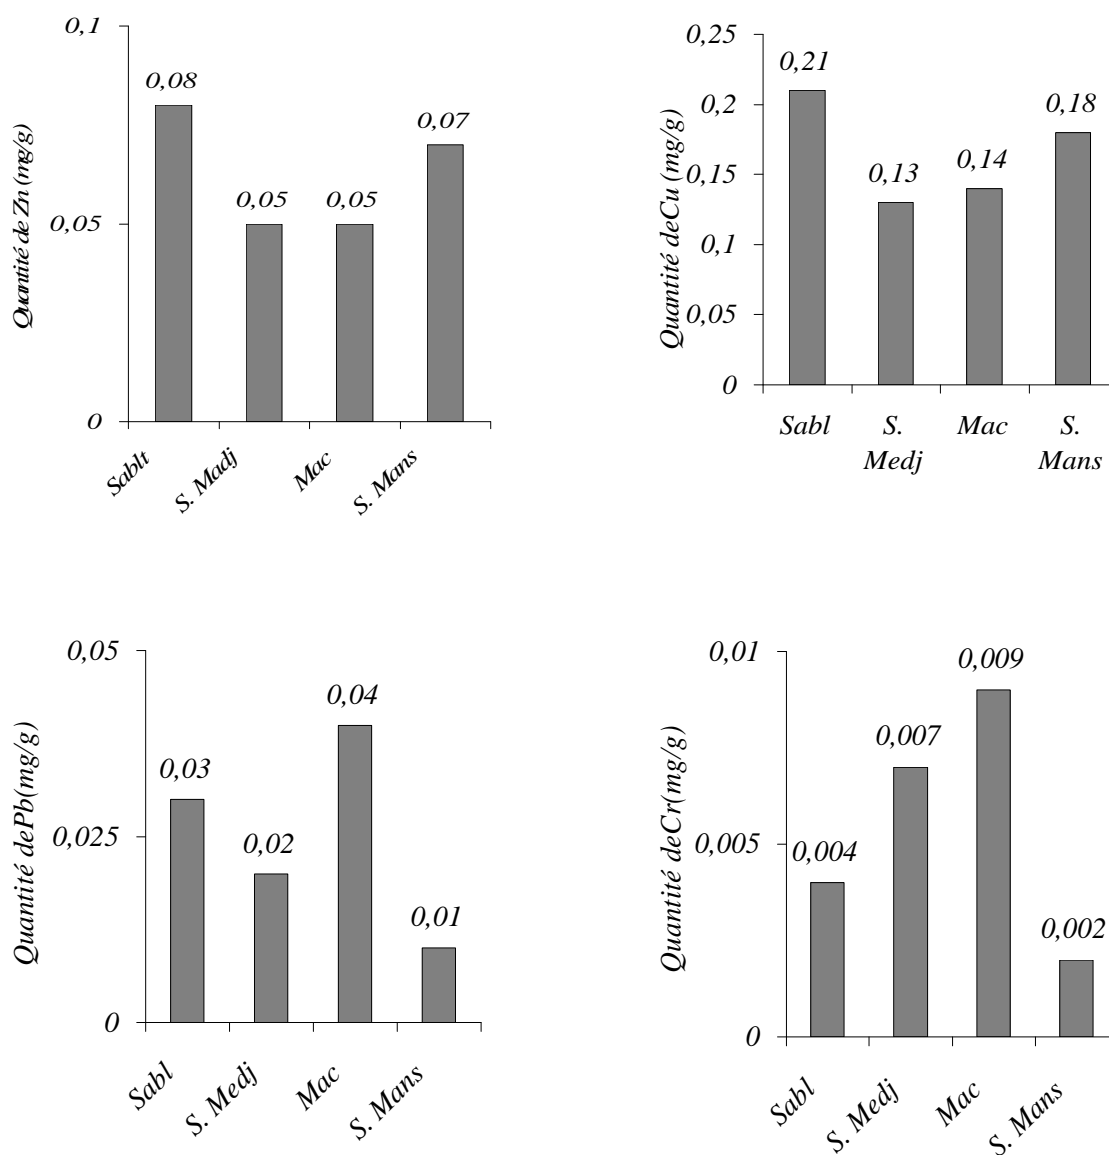 0,1
0,08
0,07
0,05
0,05
0,05
0
Quantité de Zn (mg/g)
Sablt
S. Madj
Mac
S. Mans
0,25
0,21
0,2
0,18
0,15
0,13
0,14
0,1
0,05
0
Quantité deCu (mg/g)
Sabl
S.
Medj
Mac
S.
Mans
0,05
0,04
0,03
0,025
0,02
0,01
0
Quantité dePb(mg/g)
Sabl
S. Medj
Mac
S. Mans
0,01
0,009
0,007
0,005
0,004
0,002
0
Quantité deCr(mg/g)
Sabl
S. Medj
Mac
S. Mans